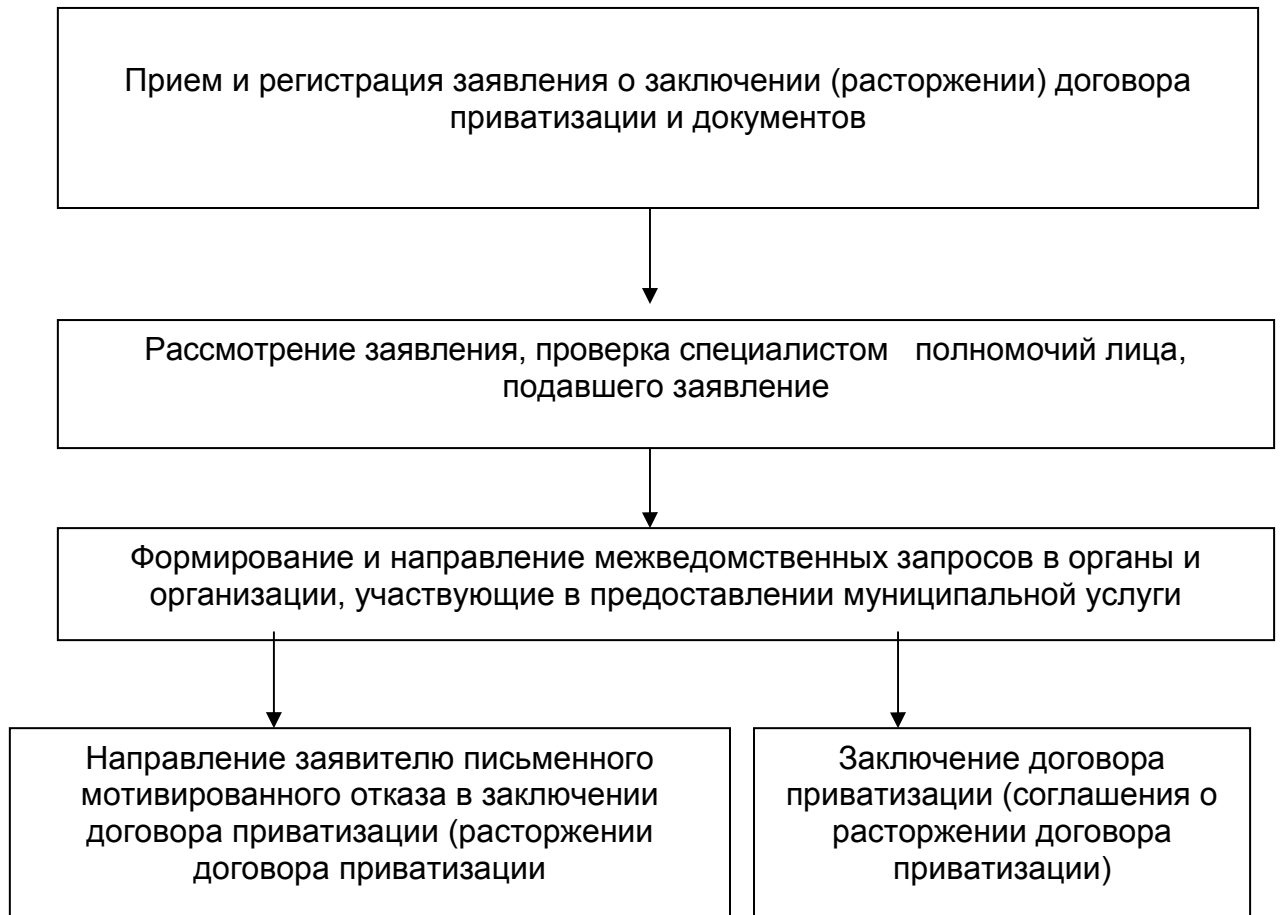 Прием и регистрация заявления о заключении (расторжении) договора
приватизации и документов
Рассмотрение заявления, проверка специалистом   полномочий лица,
подавшего заявление
Формирование и направление межведомственных запросов в органы и
организации, участвующие в предоставлении муниципальной услуги
Направление заявителю письменного
мотивированного отказа в заключении
договора приватизации (расторжении
договора приватизации
Заключение договора
приватизации (соглашения о
расторжении договора
приватизации)